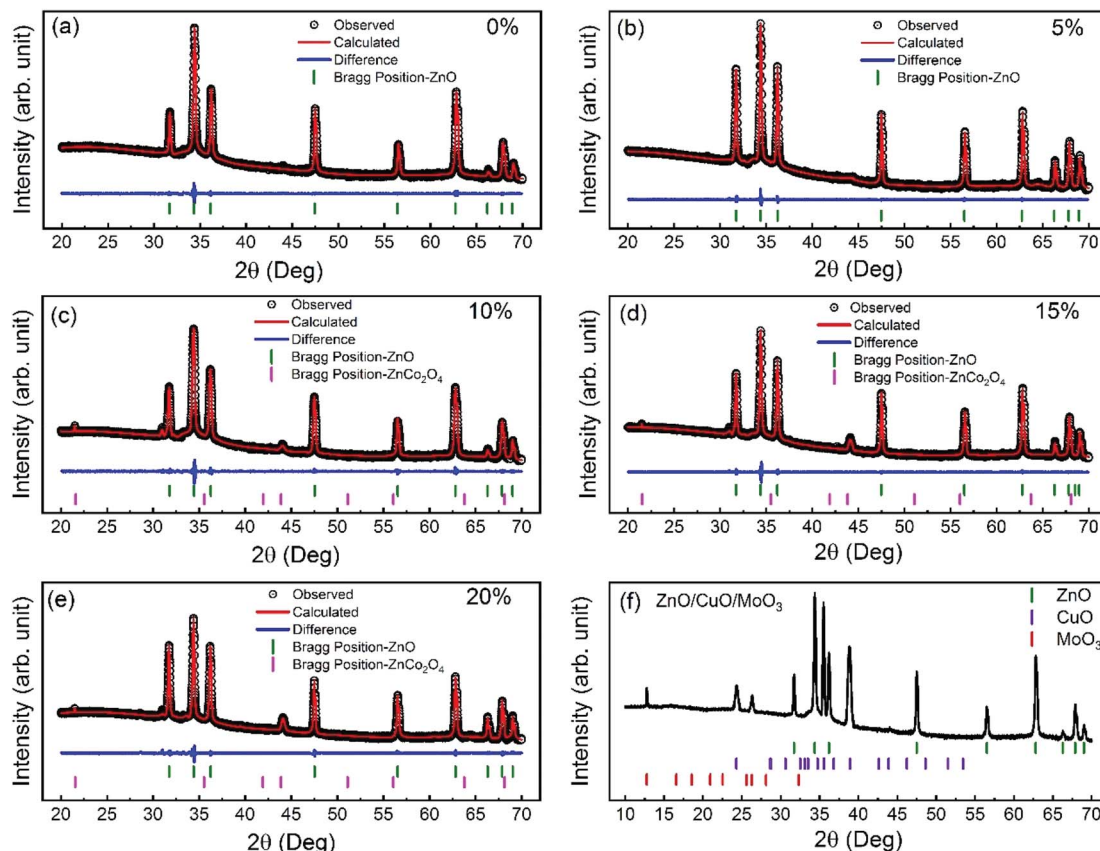 (a)
0%
Observed
Calculated
Difference
Bragg Position-ZnO
Intensity (arb. unit)
20 25 30 35 40 45 50 55 60 65 70
2θ (Deg)
(b)
5%
Observed
Calculated
Difference
Bragg Position-ZnO
Intensity (arb. unit)
20 25 30 35 40 45 50 55 60 65 70
2θ (Deg)
(c)
10%
Observed
Calculated
Difference
Bragg Position-ZnO
Bragg Position-ZnCo₂O₄
Intensity (arb. unit)
20 25 30 35 40 45 50 55 60 65 70
2θ (Deg)
(d)
15%
Observed
Calculated
Difference
Bragg Position-ZnO
Bragg Position-ZnCo₂O₄
Intensity (arb. unit)
20 25 30 35 40 45 50 55 60 65 70
2θ (Deg)
(e)
20%
Observed
Calculated
Difference
Bragg Position-ZnO
Bragg Position-ZnCo₂O₄
Intensity (arb. unit)
20 25 30 35 40 45 50 55 60 65 70
2θ (Deg)
(f)
ZnO/CuO/MoO₃
ZnO
CuO
MoO₃
Intensity (arb. unit)
10 15 20 25 30 35 40 45 50 55 60 65 70
2θ (Deg)